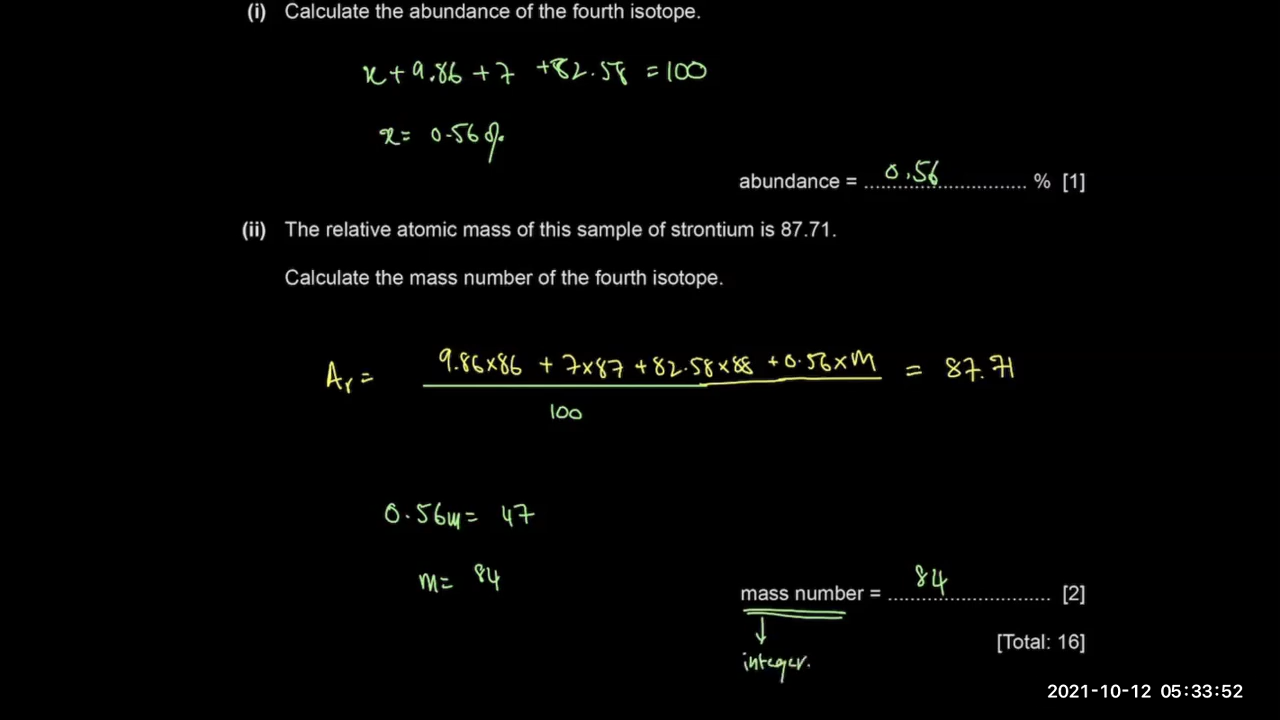 (i) Calculate the abundance of the fourth isotope.
x + 9.86 + 7 + 82.58 = 100
x = 0.56 %
abundance = 0.56 % [1]
(ii) The relative atomic mass of this sample of strontium is 87.71.
Calculate the mass number of the fourth isotope.
Ar = 9.86×86 + 7×87 + 82.58×88 + 0.56×m = 87.71
100
0.56m = 47
m = 84
mass number = 84 [2]
[Total: 16]
integer.
2021-10-12 05:33:52